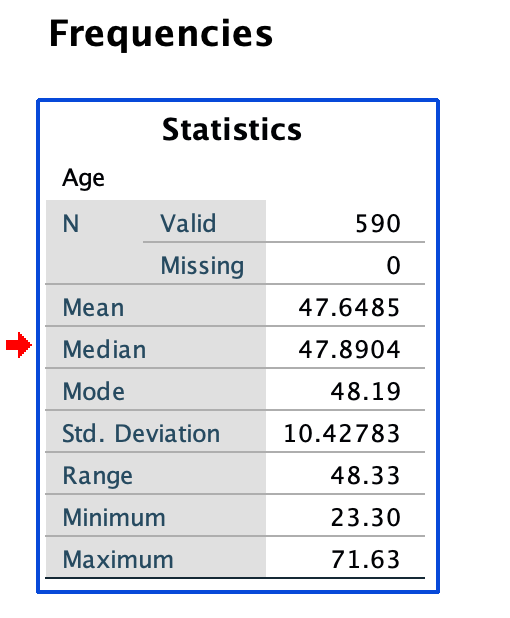 Frequencies
Statistics
Age
N Valid 590
Missing 0
Mean 47.6485
Median 47.8904
Mode 48.19
Std. Deviation 10.42783
Range 48.33
Minimum 23.30
Maximum 71.63